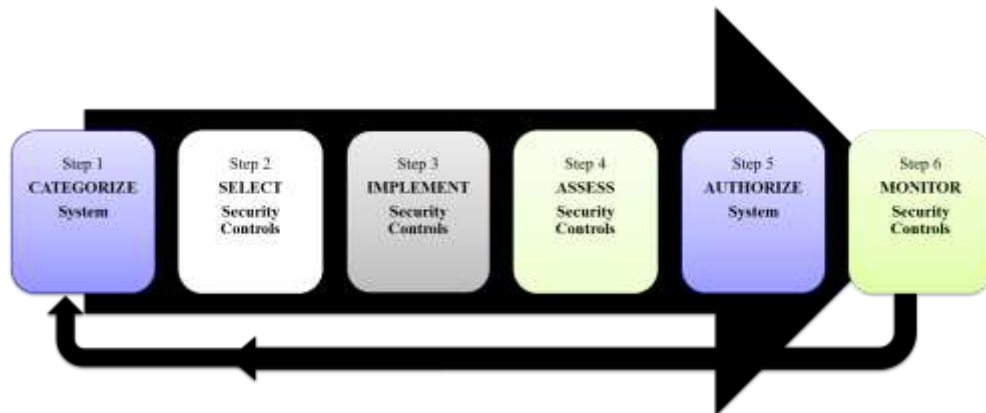 Step 1
CATEGORIZE
System
Step 2
SELECT
Security
Controls
Step 3
IMPLEMENT
Security
Controls
Step 4
ASSESS
Security
Controls
Step 5
AUTHORIZE
System
Step 6
MONITOR
Security
Controls